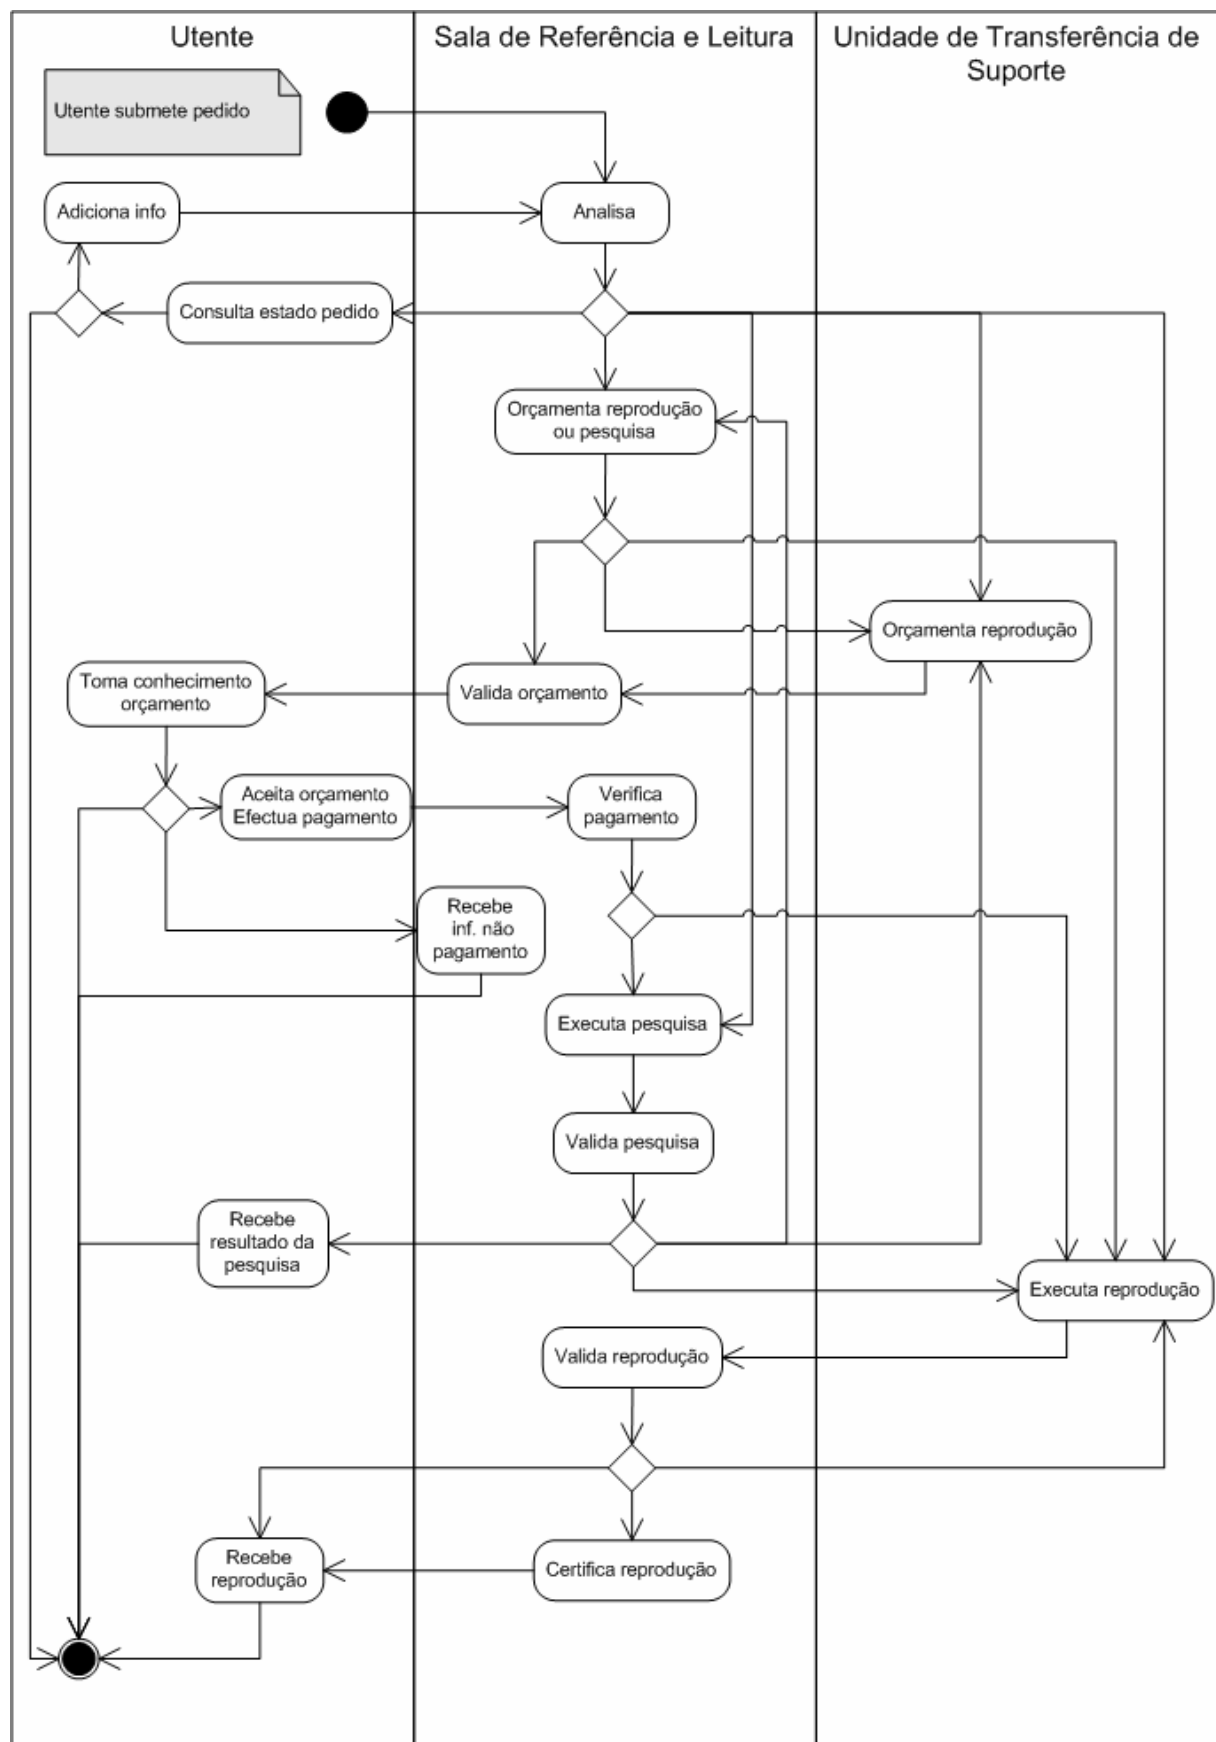 Utente
Sala de Referência e Leitura
Unidade de Transferência de
Suporte
Utente submete pedido
Adiciona info
Analisa
Consulta estado pedido
Orçamenta reprodução
ou pesquisa
Orçamenta reprodução
Toma conhecimento
orçamento
Valida orçamento
Aceita orçamento
Efectua pagamento
Verifica
pagamento
Recebe
inf. não
pagamento
Executa pesquisa
Valida pesquisa
Recebe
resultado da
pesquisa
Executa reprodução
Valida reprodução
Recebe
reprodução
Certifica reprodução